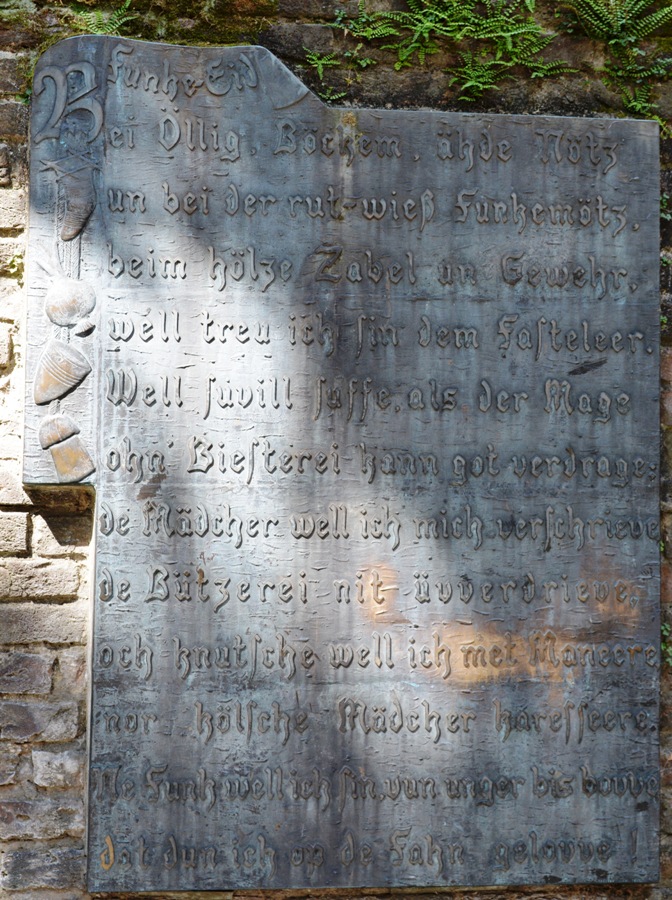 Funke-Eid
Bei Öllig, Böckem, ähde Nötz
un bei der rut-wieß Funkemötz,
beim hölze Zabel un Gewehr,
well treu ich sin dem Fasteleer.
Well suvill suffe, als der Mage
ohn' Biesterei kann got verdrage;
de Mädcher well ich mich verschrieve
de Bützerei nit üvverdrieve,
och knutsche well ich met Maneere
nor kölsche Mädcher karesseere.
Ne Funk well ich sin, vun unger bis bovve
dat dun ich op de Fahn gelovve!